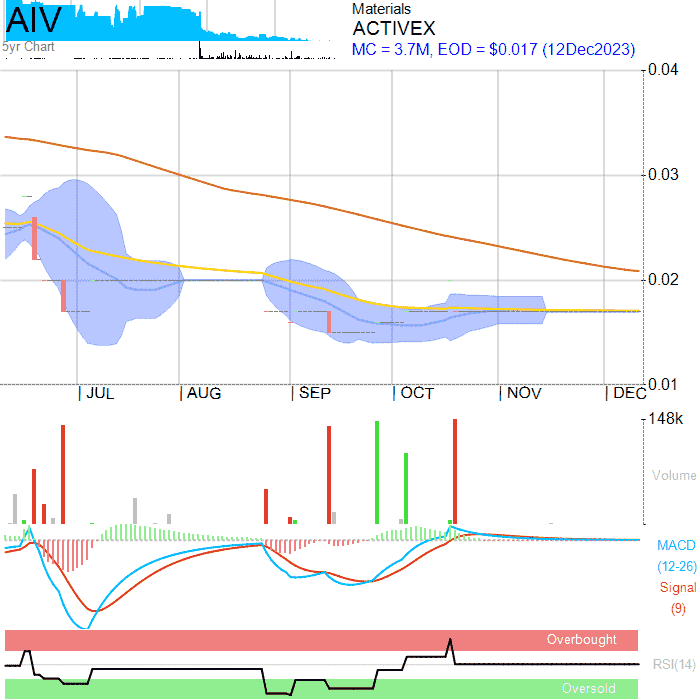 AIV
5yr Chart
Materials
ACTIVEX
MC = 3.7M, EOD = $0.017 (12Dec2023)
0.04
0.03
0.02
0.01
JUL
AUG
SEP
OCT
NOV
DEC
148k
Volume
MACD
(12-26)
Signal
(9)
Overbought
RSI(14)
Oversold